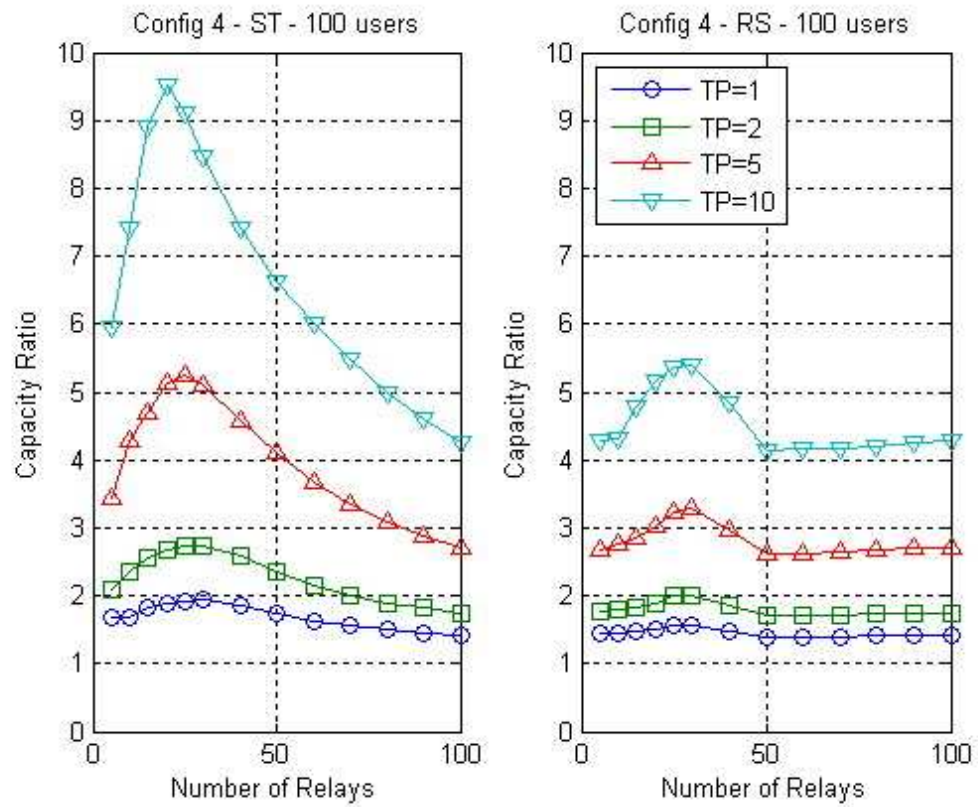 Config 4 - ST - 100 users
Config 4 - RS - 100 users
10
9
8
7
6
5
4
3
2
1
0
Capacity Ratio
0
50
100
Number of Relays
10
9
8
7
6
5
4
3
2
1
0
Capacity Ratio
TP=1
TP=2
TP=5
TP=10
0
50
100
Number of Relays